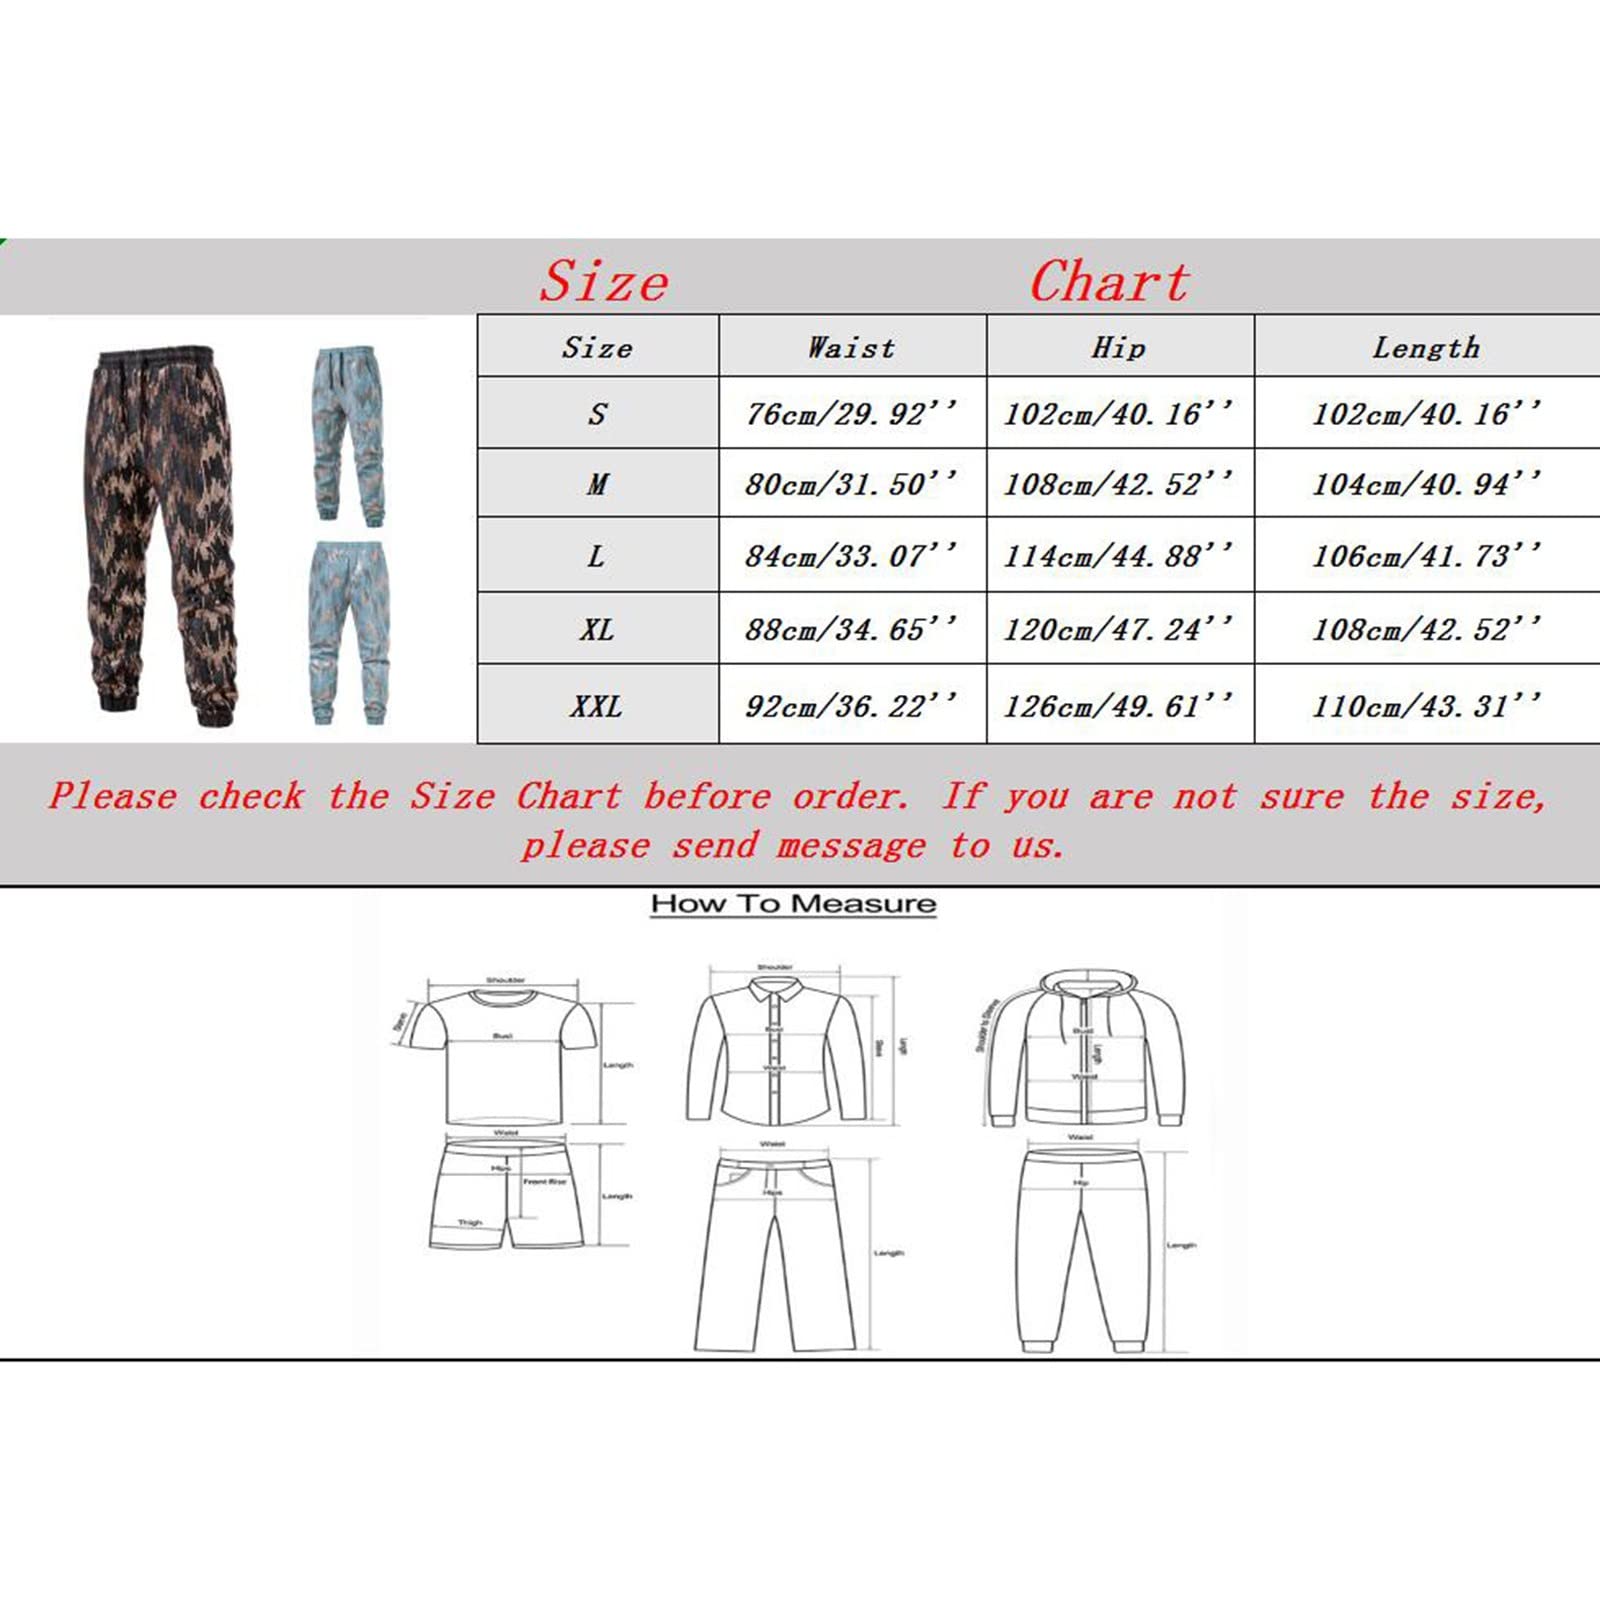 Size Chart
Size Waist Hip Length
S 76cm/29.92'' 102cm/40.16'' 102cm/40.16''
M 80cm/31.50'' 108cm/42.52'' 104cm/40.94''
L 84cm/33.07'' 114cm/44.88'' 106cm/41.73''
XL 88cm/34.65'' 120cm/47.24'' 108cm/42.52''
XXL 92cm/36.22'' 126cm/49.61'' 110cm/43.31''
Please check the Size Chart before order. If you are not sure the size,
please send message to us.
How To Measure
Shoulder
Sleeve
Bust
Length
Waist
Hips
Front Rise
Length
Thigh
Shoulder
Bust
Waist
Sleeve
Length
Waist
Hips
Length
Shoulder's Sleeve
Bust
Length
Waist
Waist
Hip
Length